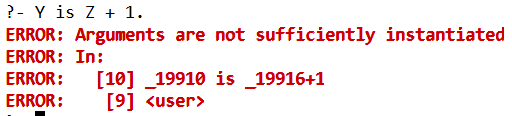 ?- Y is Z + 1.
ERROR: Arguments are not sufficiently instantiated
ERROR: In:
ERROR:   [10] _19910 is _19916+1
ERROR:    [9] <user>